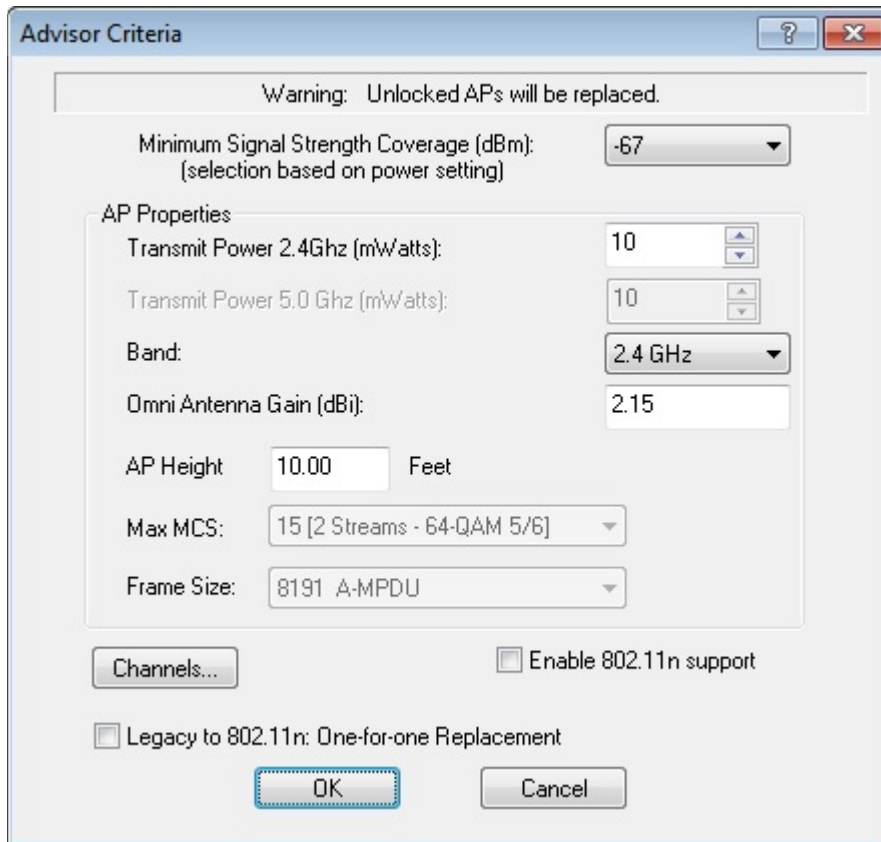 Advisor Criteria
Warning: Unlocked APs will be replaced.
Minimum Signal Strength Coverage (dBm): -67
(selection based on power setting)
AP Properties
Transmit Power 2.4Ghz (mWatts): 10
Transmit Power 5.0 Ghz (mWatts): 10
Band: 2.4 GHz
Omni Antenna Gain (dBi): 2.15
AP Height 10.00 Feet
Max MCS: 15 [2 Streams - 64-QAM 5/6]
Frame Size: 8191 A-MPDU
Channels... Enable 802.11n support
Legacy to 802.11n: One-for-one Replacement
OK Cancel